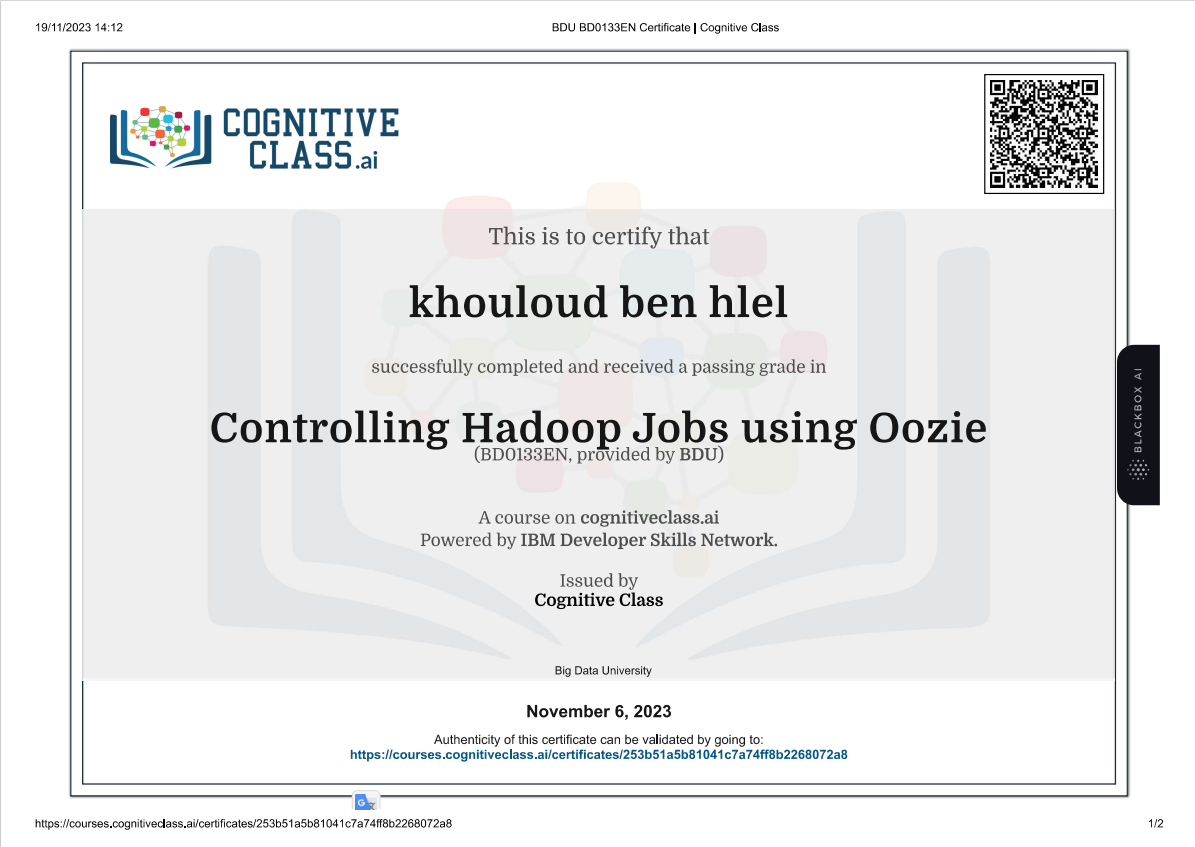 19/11/2023 14:12
BDU BD0133EN Certificate | Cognitive Class
COGNITIVE
CLASS.ai
This is to certify that
khouloud ben hlel
successfully completed and received a passing grade in
Controlling Hadoop Jobs using Oozie
(BD0133EN, provided by BDU)
A course on cognitiveclass.ai
Powered by IBM Developer Skills Network.
Issued by
Cognitive Class
Big Data University
November 6, 2023
Authenticity of this certificate can be validated by going to:
https://courses.cognitiveclass.ai/certificates/253b51a5b81041c7a74ff8b2268072a8
BLACKBOX AI
G
https://courses.cognitiveclass.ai/certificates/253b51a5b81041c7a74ff8b2268072a8
1/2